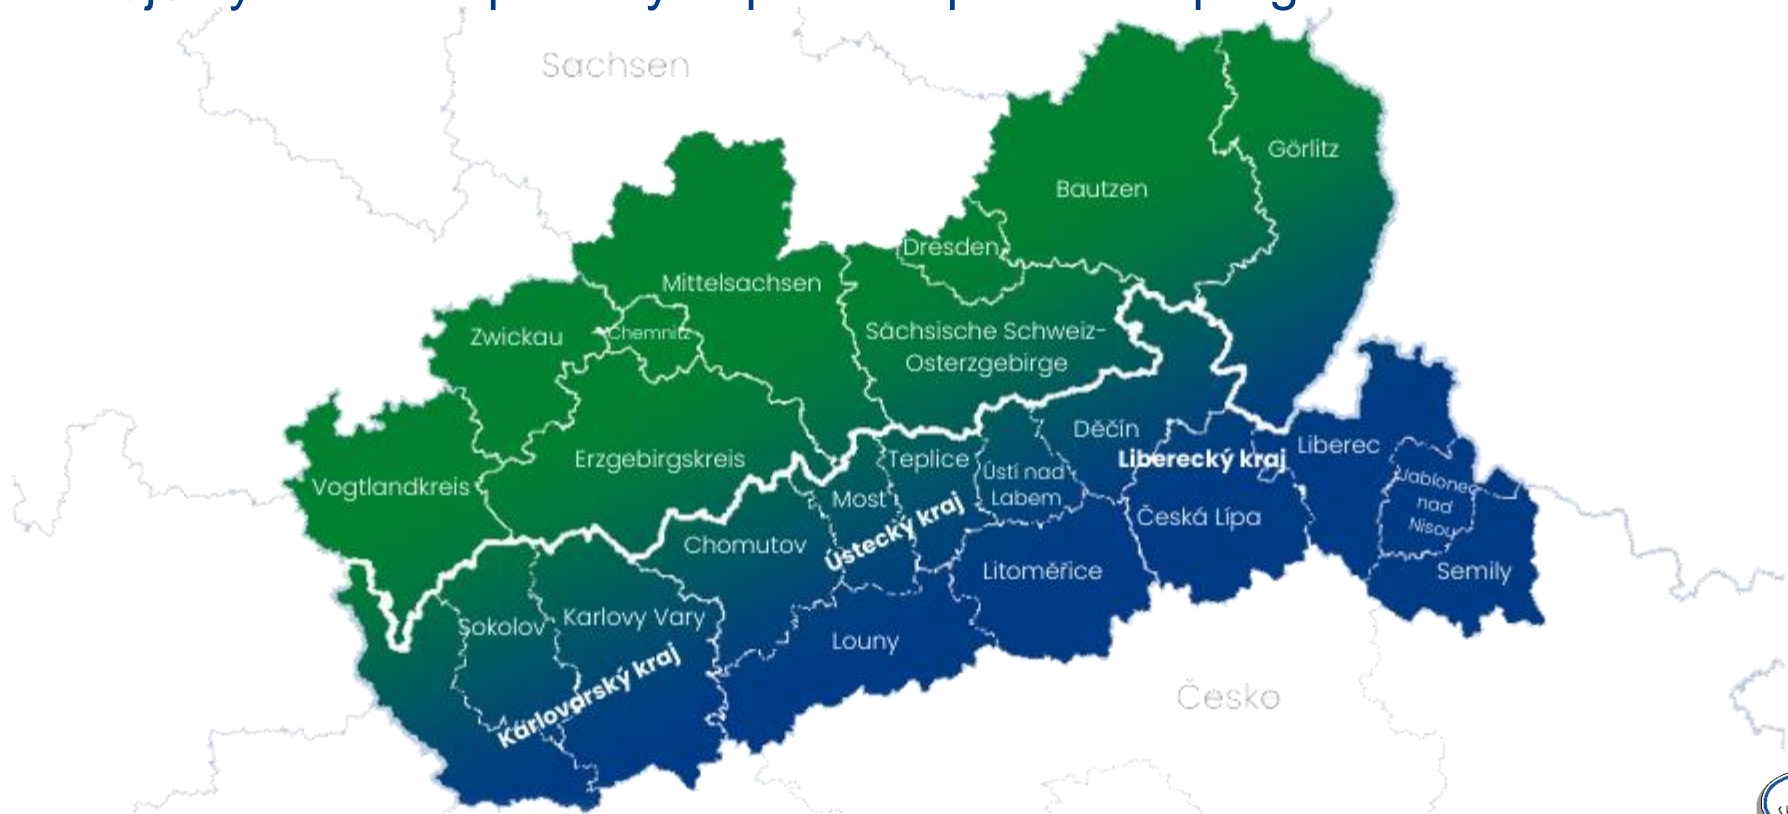 Sachsen
Görlitz
Bautzen
Dresden
Mittelsachsen
Zwickau
Chemnitz
Sächsische Schweiz-
Osterzgebirge
Děčín
Liberec
Liberecký kraj
Erzgebirgskreis
Teplice
Ústí nad
Labem
Vogtlandkreis
Most
Jablonec
nad
Nisou
Česká Lípa
Ústecký kraj
Chomutov
Litoměřice
Semily
Sokolov
Karlovy Vary
Louny
Karlovarský kraj
Česko